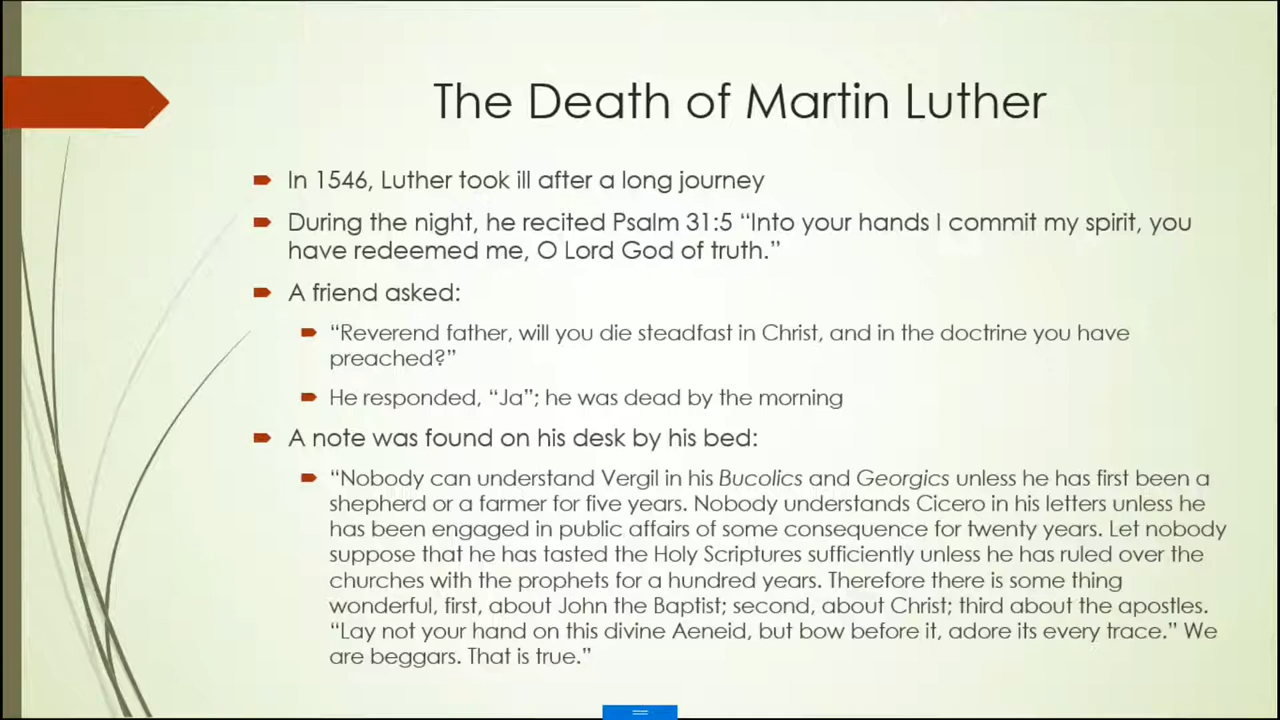 The Death of Martin Luther
In 1546, Luther took ill after a long journey
During the night, he recited Psalm 31:5 “Into your hands I commit my spirit, you
have redeemed me, O Lord God of truth.”
A friend asked:
“Reverend father, will you die steadfast in Christ, and in the doctrine you have
preached?”
He responded, “Ja”; he was dead by the morning
A note was found on his desk by his bed:
“Nobody can understand Vergil in his Bucolics and Georgics unless he has first been a
shepherd or a farmer for five years. Nobody understands Cicero in his letters unless he
has been engaged in public affairs of some consequence for twenty years. Let nobody
suppose that he has tasted the Holy Scriptures sufficiently unless he has ruled over the
churches with the prophets for a hundred years. Therefore there is some thing
wonderful, first, about John the Baptist; second, about Christ; third about the apostles.
“Lay not your hand on this divine Aeneid, but bow before it, adore its every trace.” We
are beggars. That is true.”